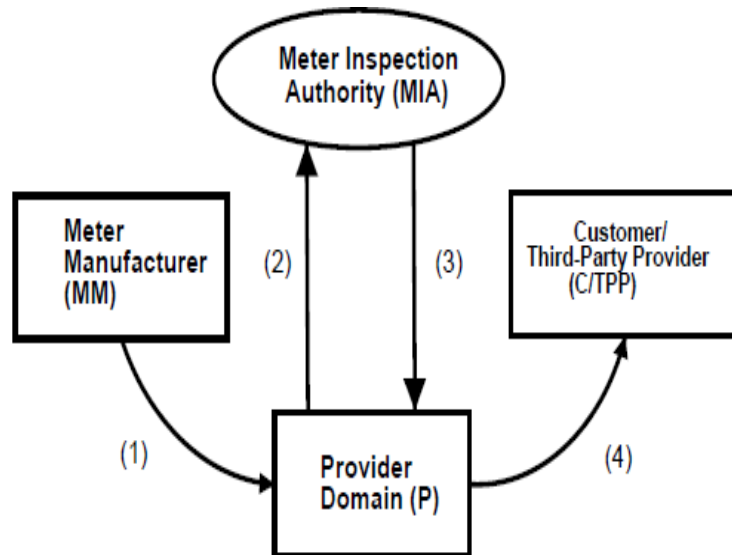 Meter Inspection
Authority (MIA)
Meter
Manufacturer
(MM)
(2)
(3)
Customer/
Third-Party Provider
(C/TPP)
(1)
Provider
Domain (P)
(4)